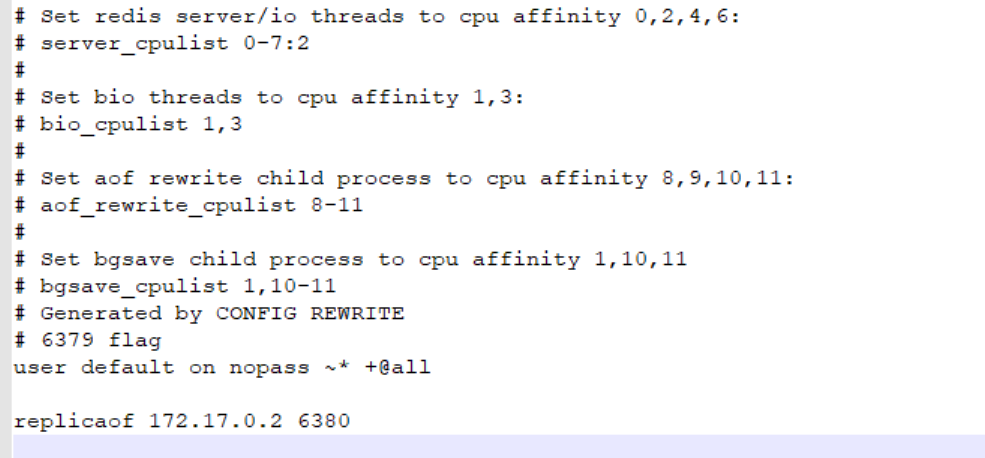 # Set redis server/io threads to cpu affinity 0,2,4,6:
# server_cpulist 0-7:2
#
# Set bio threads to cpu affinity 1,3:
# bio_cpulist 1,3
#
# Set aof rewrite child process to cpu affinity 8,9,10,11:
# aof_rewrite_cpulist 8-11
#
# Set bgsave child process to cpu affinity 1,10,11
# bgsave_cpulist 1,10-11
# Generated by CONFIG REWRITE
# 6379 flag
user default on nopass ~* +@all
replicaof 172.17.0.2 6380